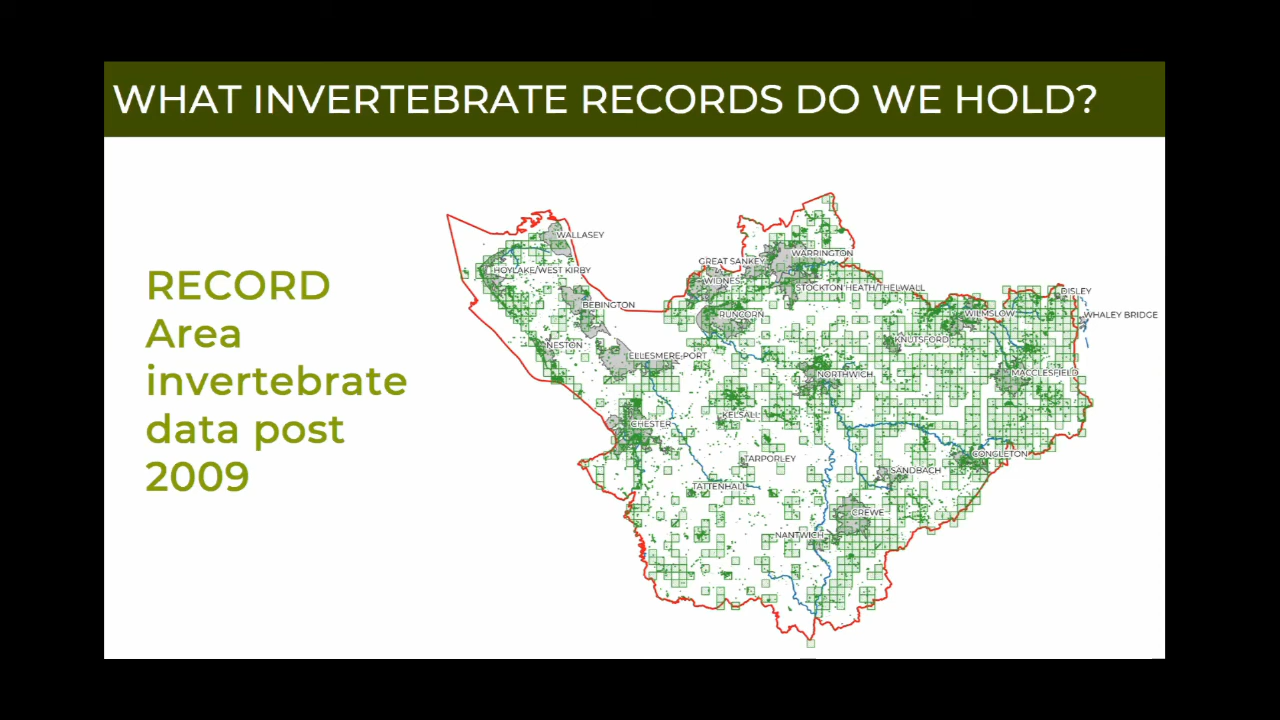 WHAT INVERTEBRATE RECORDS DO WE HOLD?
RECORD
Area
invertebrate
data post
2009
WALLASEY
HOYLAKE/WEST KIRBY
BEBINGTON
NESTON
ELLESMERE PORT
GREAT SANKEY
WARRINGTON
WIDNES
STOCKTON HEATH/THELWALL
RUNCORN
WILMSLOW
DISLEY
WHALEY BRIDGE
KNUTSFORD
NORTHWICH
MACCLESFIELD
KELSALL
CHESTER
TARPORLEY
CONGLETON
SANDBACH
TATTENHALL
CREWE
NANTWICH